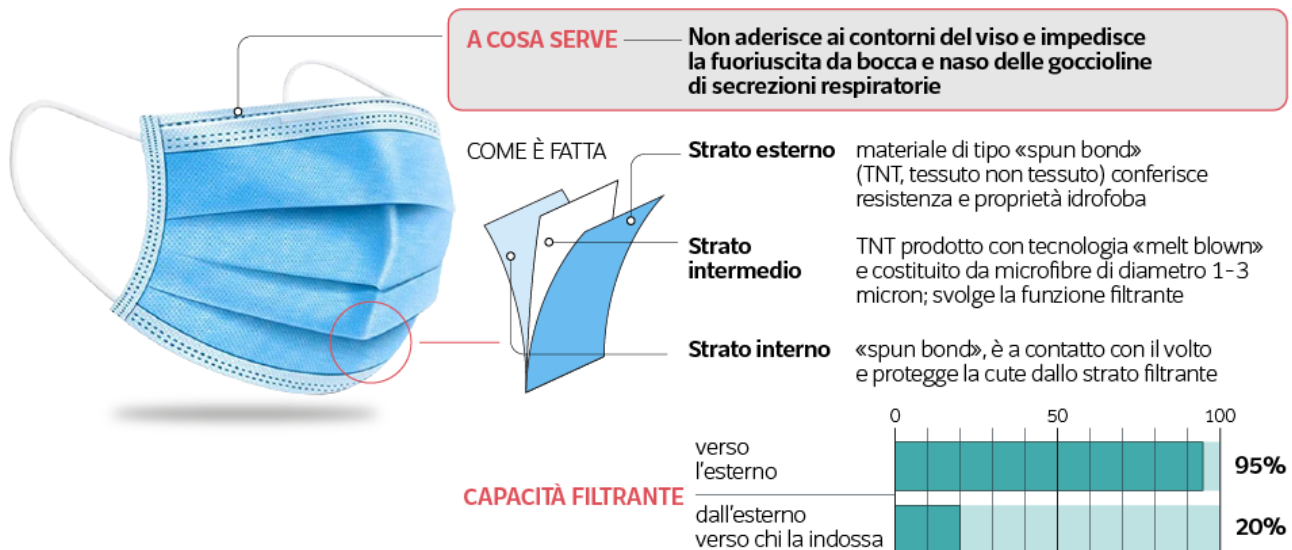 A COSA SERVE
Non aderisce ai contorni del viso e impedisce
la fuoriuscita da bocca e naso delle goccioline
di secrezioni respiratorie
COME È FATTA
Strato esterno
materiale di tipo «spun bond»
(TNT, tessuto non tessuto) conferisce
resistenza e proprietà idrofoba
Strato
intermedio
TNT prodotto con tecnologia «melt blown»
e costituito da microfibre di diametro 1-3
micron; svolge la funzione filtrante
Strato interno
«spun bond», è a contatto con il volto
e protegge la cute dallo strato filtrante
CAPACITÀ FILTRANTE
0 50 100
verso
l'esterno
95%
dall'esterno
verso chi la indossa
20%